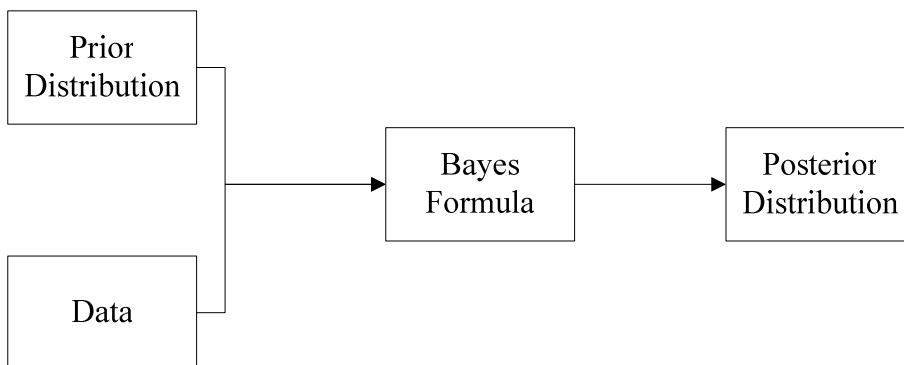 Prior
Distribution
Data
Bayes
Formula
Posterior
Distribution